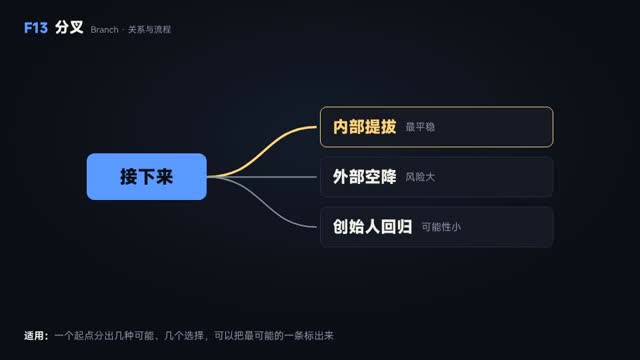 F13 分叉 Branch · 关系与流程
接下来
内部提拔 最平稳
外部空降 风险大
创始人回归 可能性小
适用：一个起点分出几种可能、几个选择，可以把最可能的一条标出来